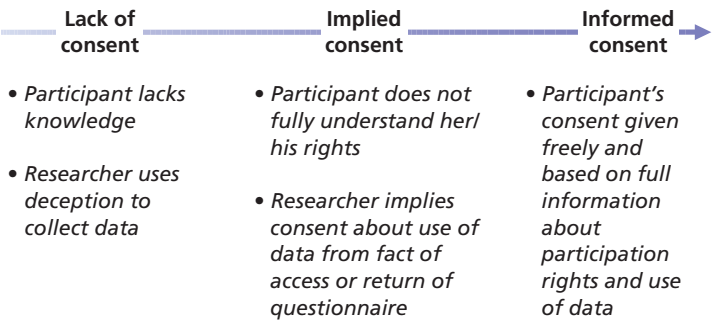 Lack of
consent
Implied
consent
Informed
consent
• Participant lacks
knowledge
• Researcher uses
deception to
collect data
• Participant does not
fully understand her/
his rights
• Researcher implies
consent about use of
data from fact of
access or return of
questionnaire
• Participant's
consent given
freely and
based on full
information
about
participation
rights and use
of data